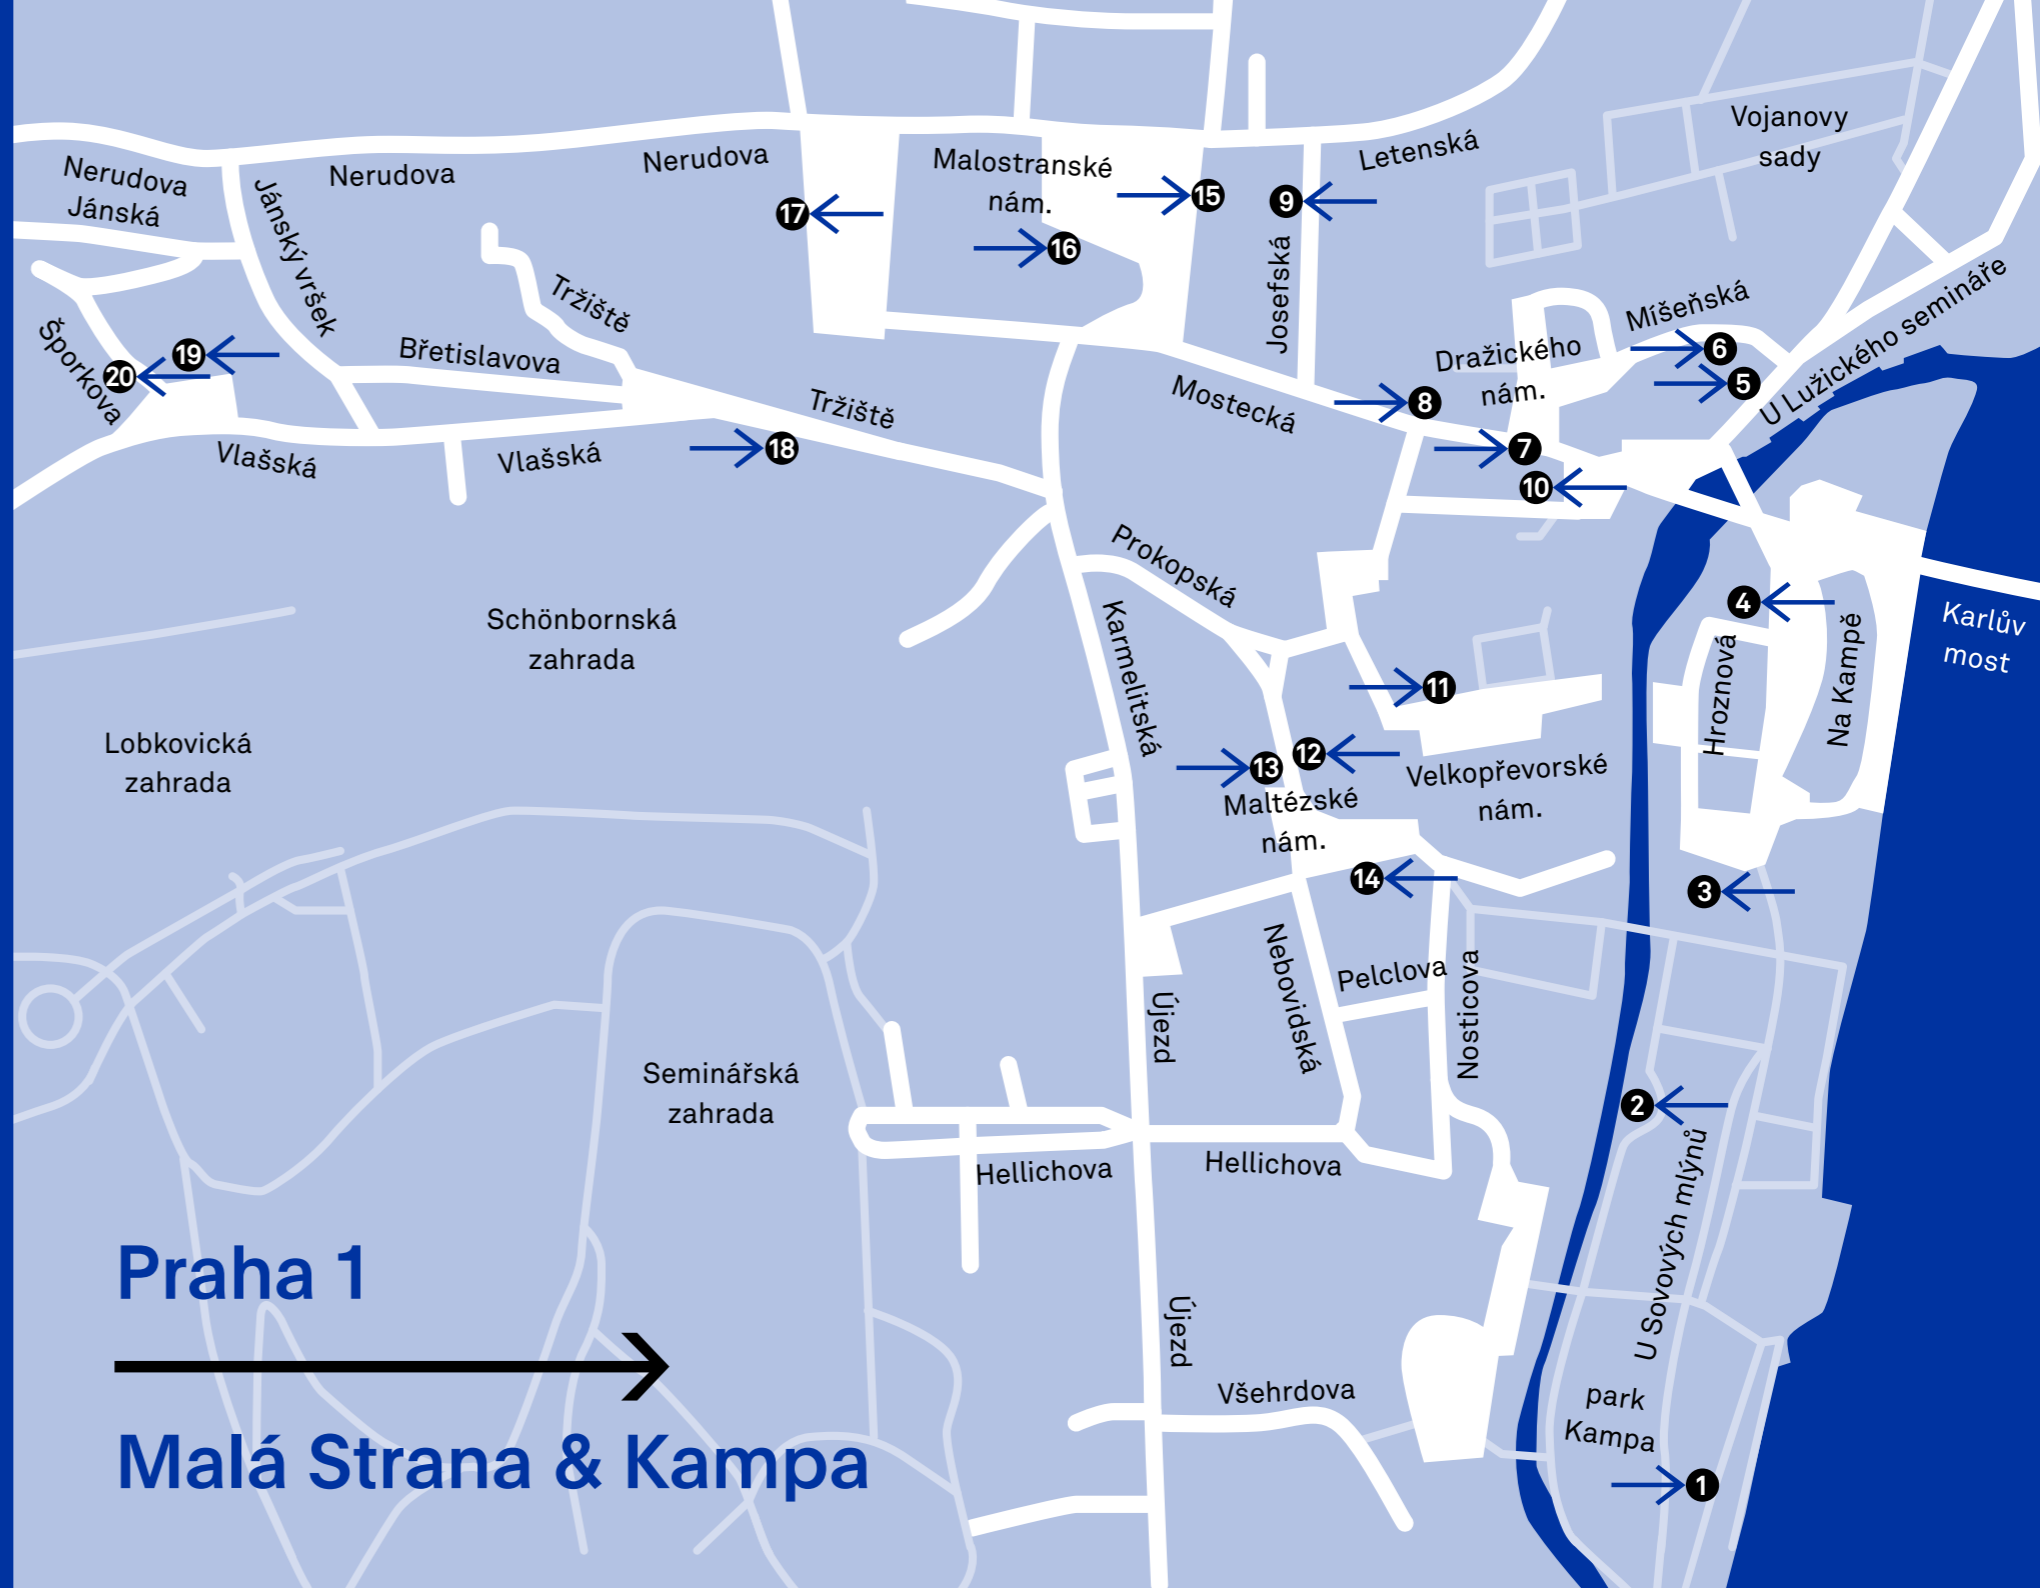 Vojanovy
sady
Letenská
Nerudova
Nerudova
Nerudova
Jánská
Malostranské
nám.
Jánský vršek
17
15
9
16
Josefská
Tržiště
Míšeňská
U Lužického semináře
Šporkova
19
20
Břetislavova
Tržiště
Dražického
nám.
6
5
Mostecká
8
7
10
Vlašská
Vlašská
18
Prokopská
Schönbornská
zahrada
Karmelitská
4
Hroznová
Na Kampě
Karlův
most
Lobkovická
zahrada
11
12
13
Velkopřevorské
nám.
Maltézské
nám.
14
3
Nebovidská
Pelclova
Nosticova
Újezd
Seminářská
zahrada
2
Hellichova
Hellichova
U Sovových mlýnů
Újezd
Všehrdova
park
Kampa
1
Praha 1
Malá Strana & Kampa